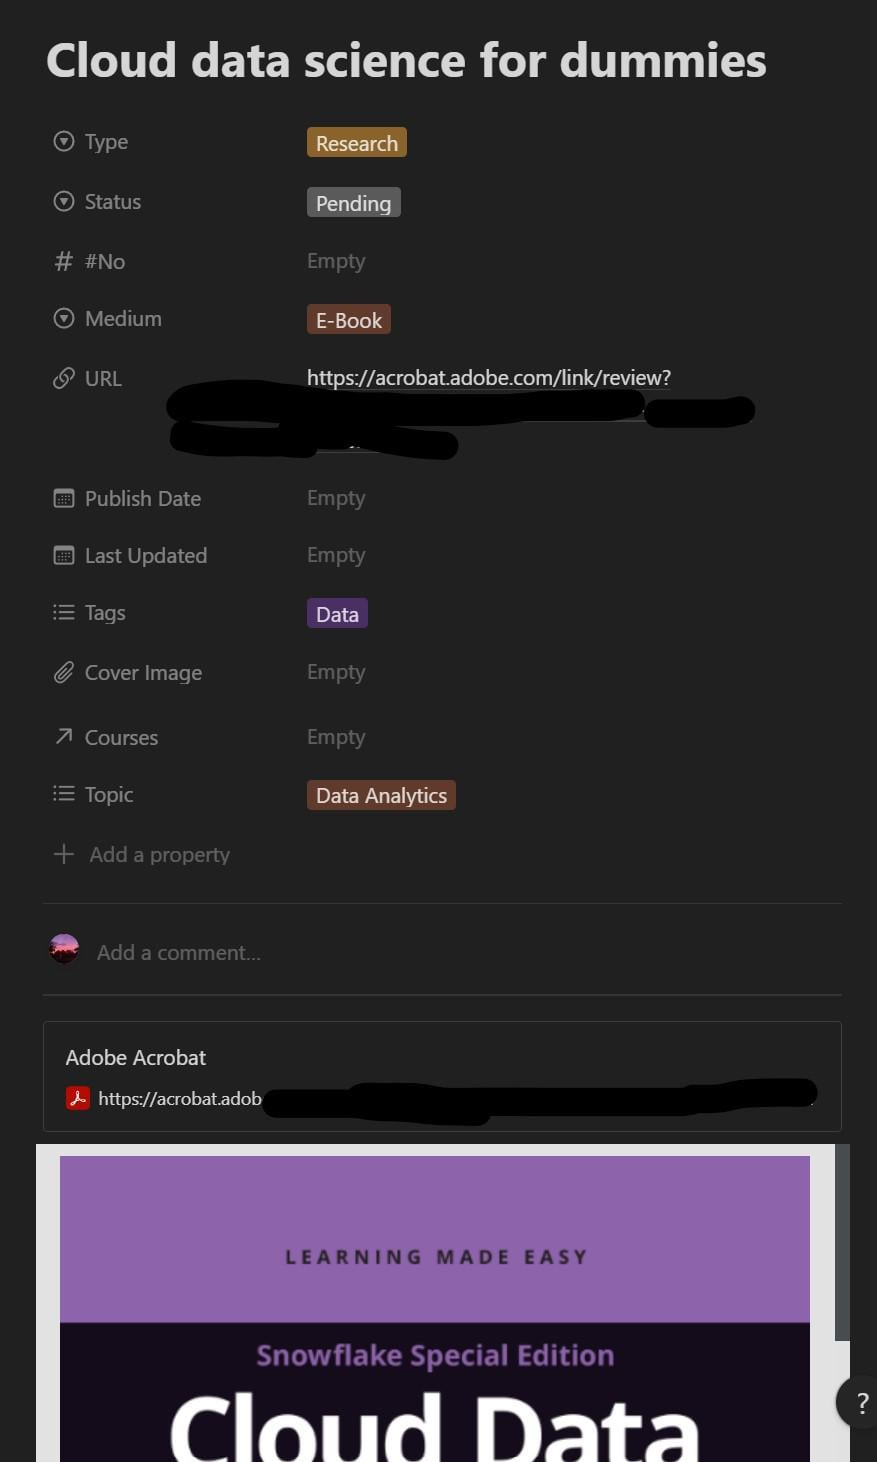 Cloud data science for dummies
Type Research
Status Pending
# #No Empty
Medium E-Book
URL https://acrobat.adobe.com/link/review?
Publish Date Empty
Last Updated Empty
Tags Data
Cover Image Empty
Courses Empty
Topic Data Analytics
+ Add a property
Add a comment...
Adobe Acrobat
https://acrobat.adob
LEARNING MADE EASY
Snowflake Special Edition
Cloud Data
?